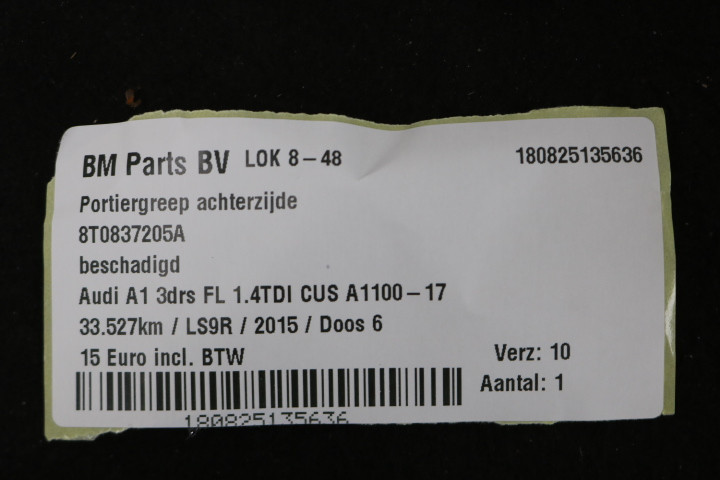 BM Parts BV LOK 8-48 180825135636
Portiergreep achterzijde
8T0837205A
beschadigd
Audi A1 3drs FL 1.4TDI CUS A1100-17
33.527km / LS9R / 2015 / Doos 6
15 Euro incl. BTW Verz: 10
Aantal: 1
180825135636